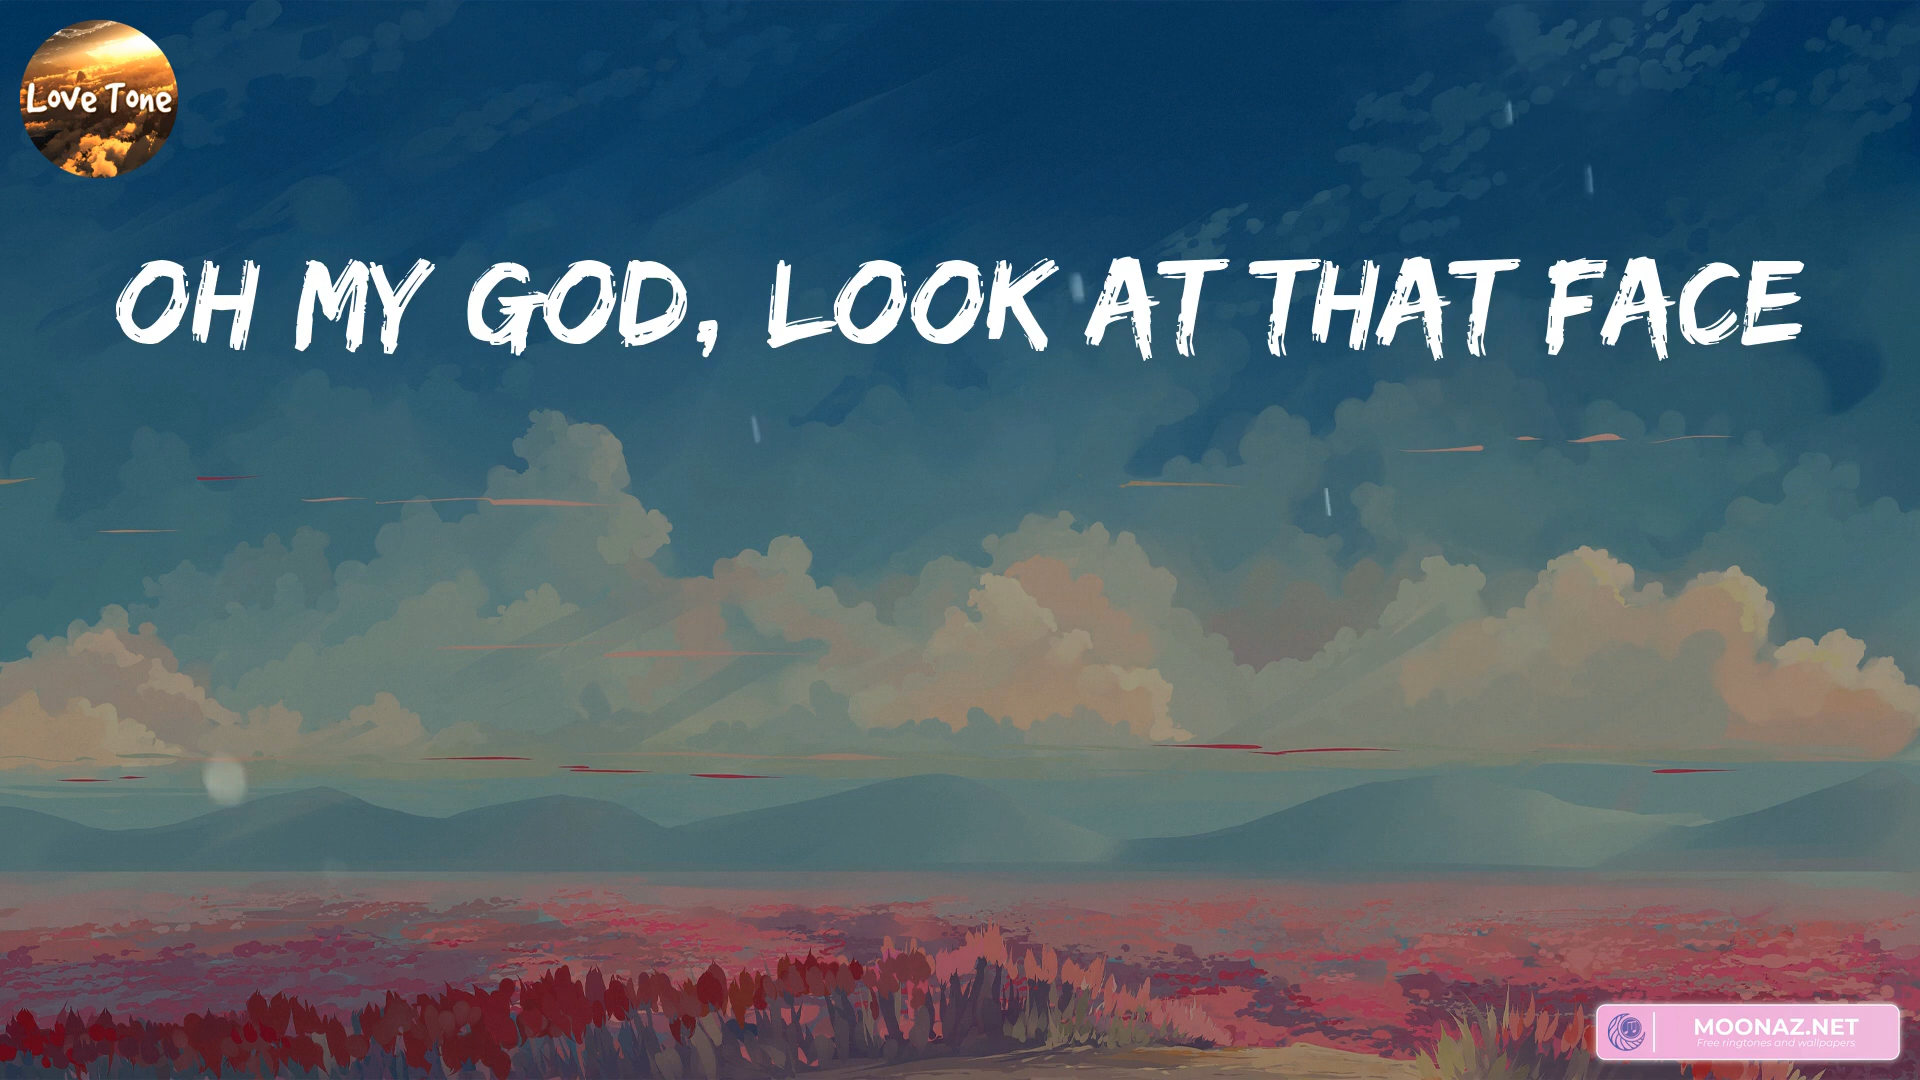 Love Tone
OH MY GOD, LOOK AT THAT FACE
MOONAZ.NET
Free ringtones and wallpapers